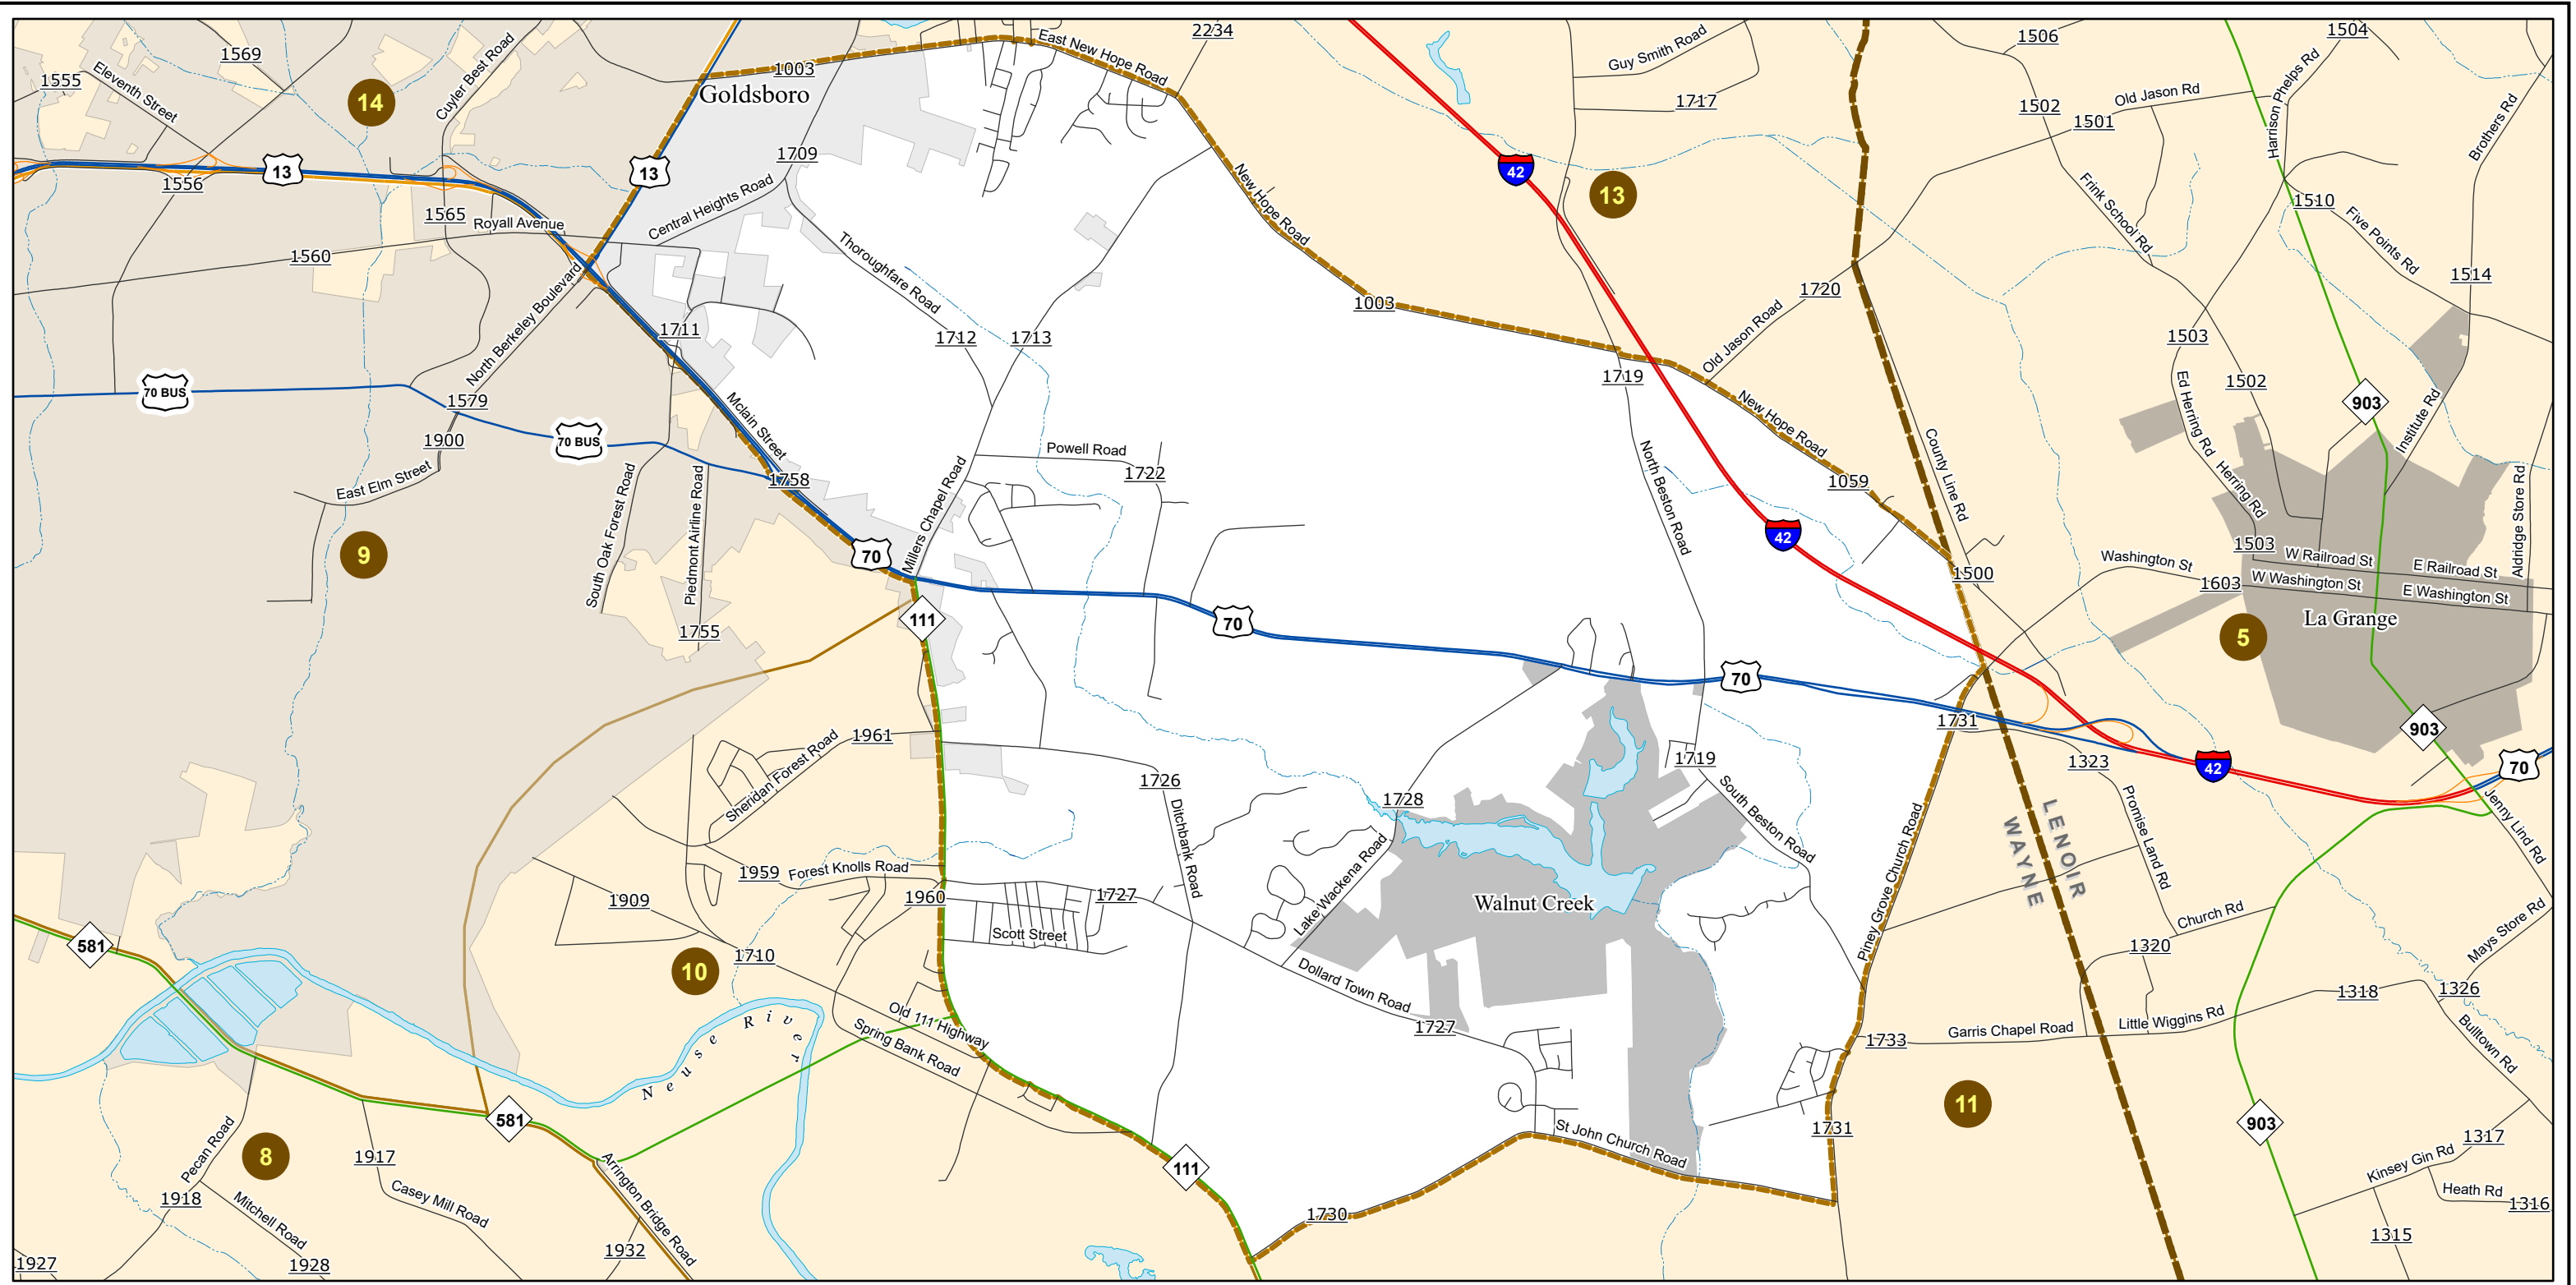 2234
1569
1555
Eleventh Street
Cuyler Best Road
14
1003
Goldsboro
East New Hope Road
Guy Smith Road
1506
1504
1717
1502
Old Jason Rd
1501
Harrison Phelps Rd
Brothers Rd
13
1556
13
1709
42
13
1565
Royall Avenue
Central Heights Road
New Hope Road
Frink School Rd
1510
Five Points Rd
1560
Thoroughfare Road
North Berkeley Boulevard
1514
1720
1003
Old Jason Road
1711
1712
1713
1503
1719
1502
70 BUS
1579
Ed Herring Rd
903
Institute Rd
New Hope Road
Mclain Street
1900
70 BUS
County Line Rd
Powell Road
1722
North Beston Road
East Elm Street
1758
1059
Herring Rd
Aldridge Store Rd
South Oak Forest Road
Piedmont Airline Road
Millers Chapel Road
42
9
70
1503
W Railroad St
E Railroad St
Washington St
1500
1603
W Washington St
E Washington St
111
70
La Grange
5
1755
70
1731
903
1961
1719
1323
42
70
Sheridan Forest Road
1726
1728
South Beston Road
Promise Land Rd
Jenny Lind Rd
Ditchbank Road
LENOIR
WAYNE
Piney Grove Church Road
Lake Wackena Road
1959
Forest Knolls Road
1727
1909
1960
Walnut Creek
Church Rd
Mays Store Rd
Scott Street
581
1320
10
1710
Dollard Town Road
1318
1326
Old 111 Highway
Neuse River
Spring Bank Road
1727
1733
Garris Chapel Road
Little Wiggins Rd
Bulltown Rd
581
11
903
1731
1317
8
Pecan Road
1917
St John Church Road
Kinsey Gin Rd
111
Arrington Bridge Road
Casey Mill Road
1918
Mitchell Road
Heath Rd
1316
1730
1315
1932
1927
1928